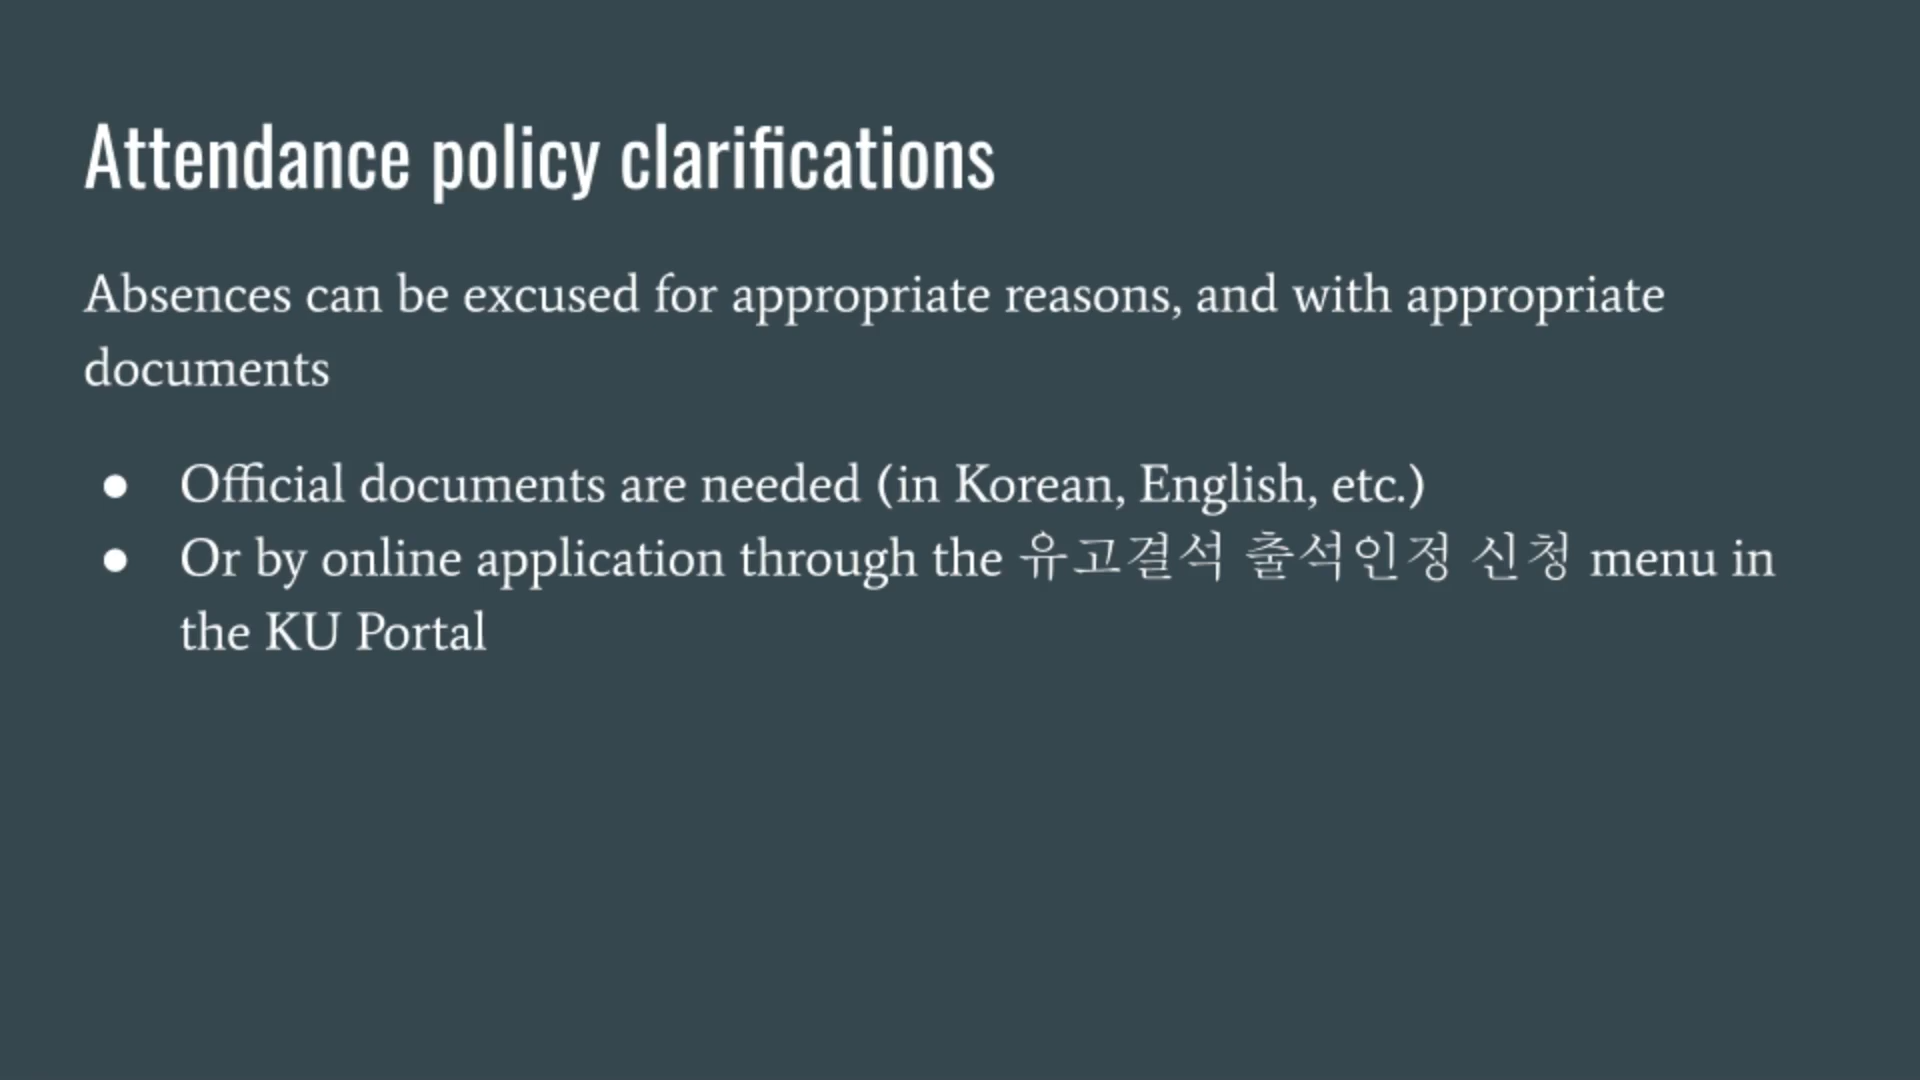 Attendance policy clarifications
Absences can be excused for appropriate reasons, and with appropriate
documents
● Official documents are needed (in Korean, English, etc.)
● Or by online application through the 유고결석 출석인정 신청 menu in
the KU Portal